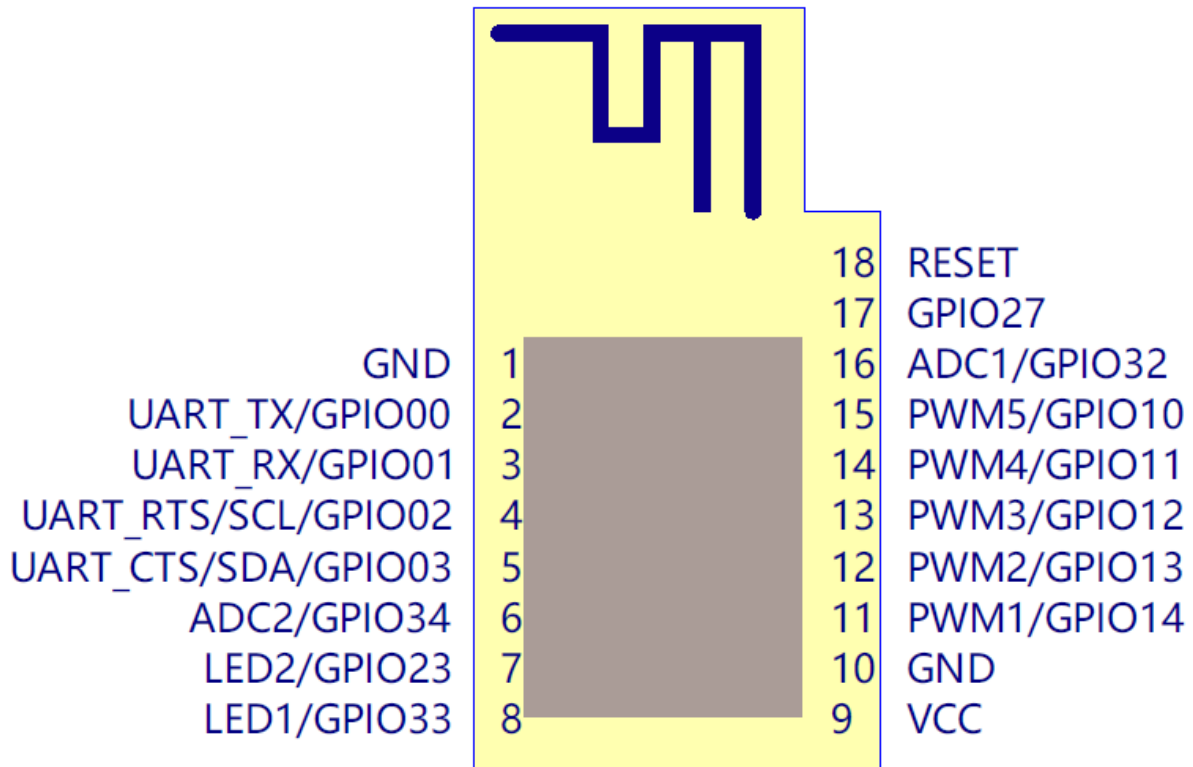 18 RESET
17 GPIO27
GND 1 16 ADC1/GPIO32
UART_TX/GPIO00 2 15 PWM5/GPIO10
UART_RX/GPIO01 3 14 PWM4/GPIO11
UART_RTS/SCL/GPIO02 4 13 PWM3/GPIO12
UART_CTS/SDA/GPIO03 5 12 PWM2/GPIO13
ADC2/GPIO34 6 11 PWM1/GPIO14
LED2/GPIO23 7 10 GND
LED1/GPIO33 8 9 VCC